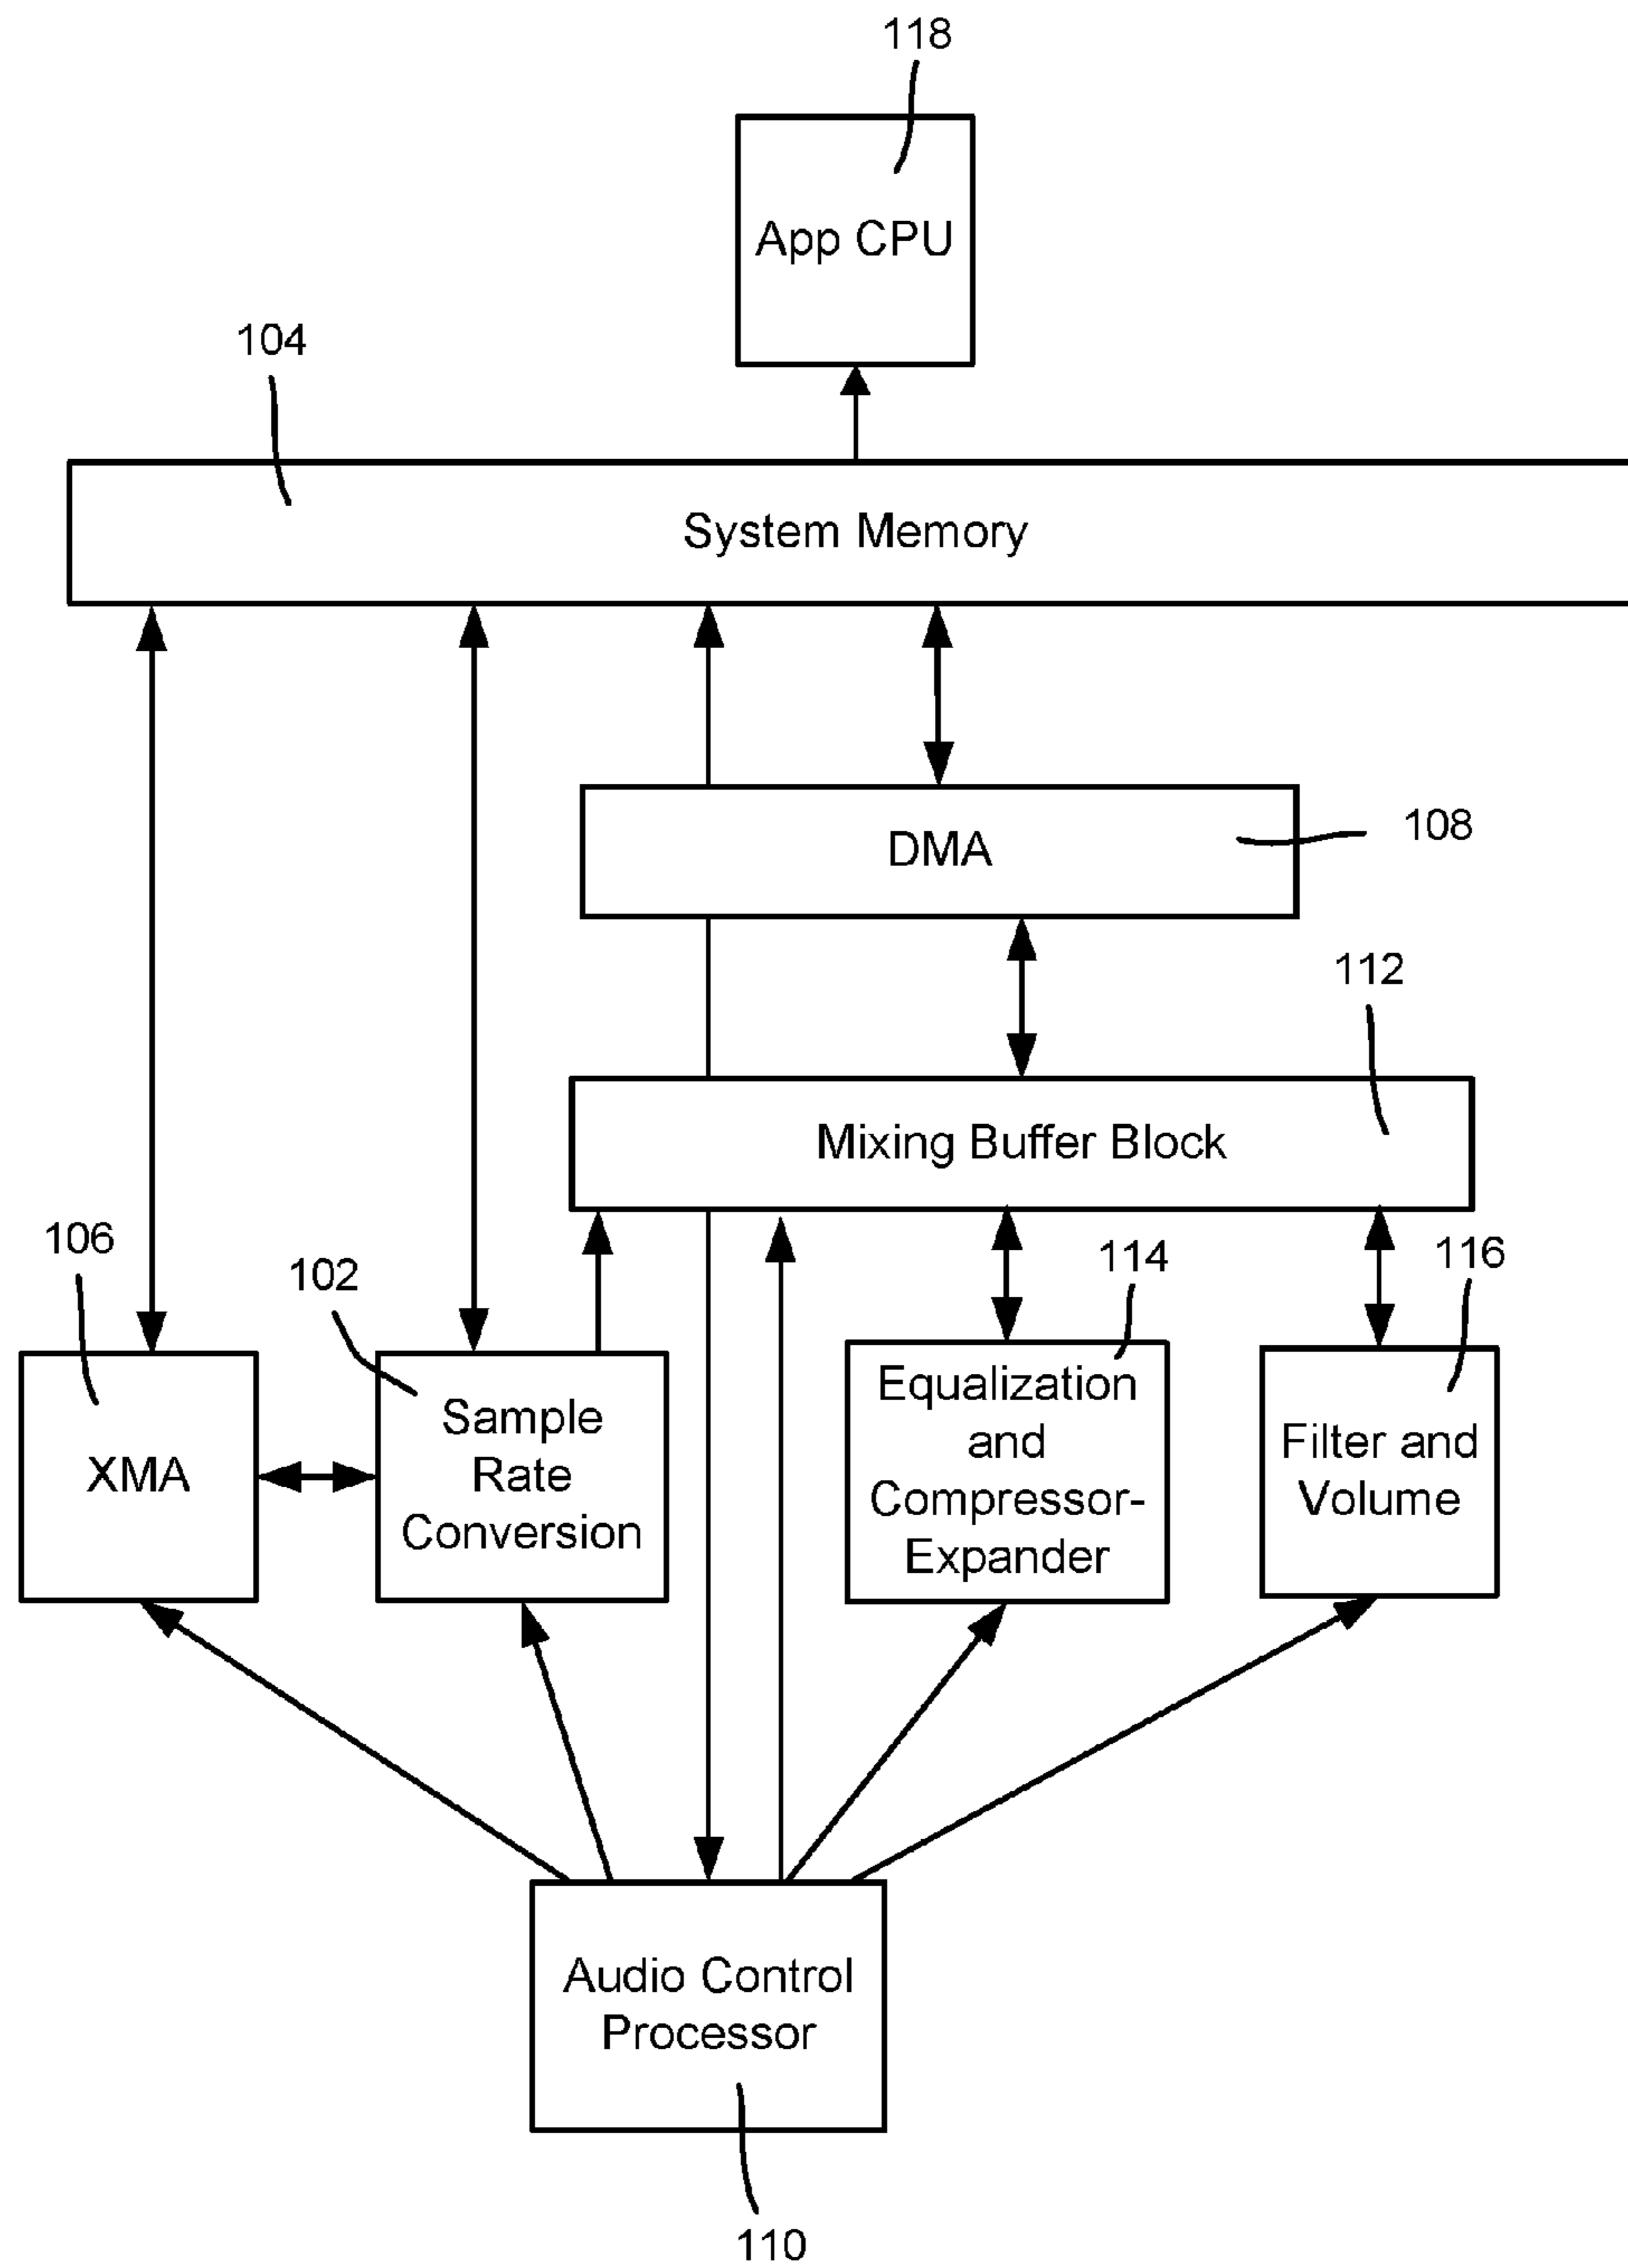 118
App CPU
104
System Memory
DMA
108
112
Mixing Buffer Block
106
102
114
116
XMA
Sample
Rate
Conversion
Equalization
and
Compressor-
Expander
Filter and
Volume
Audio Control
Processor
110